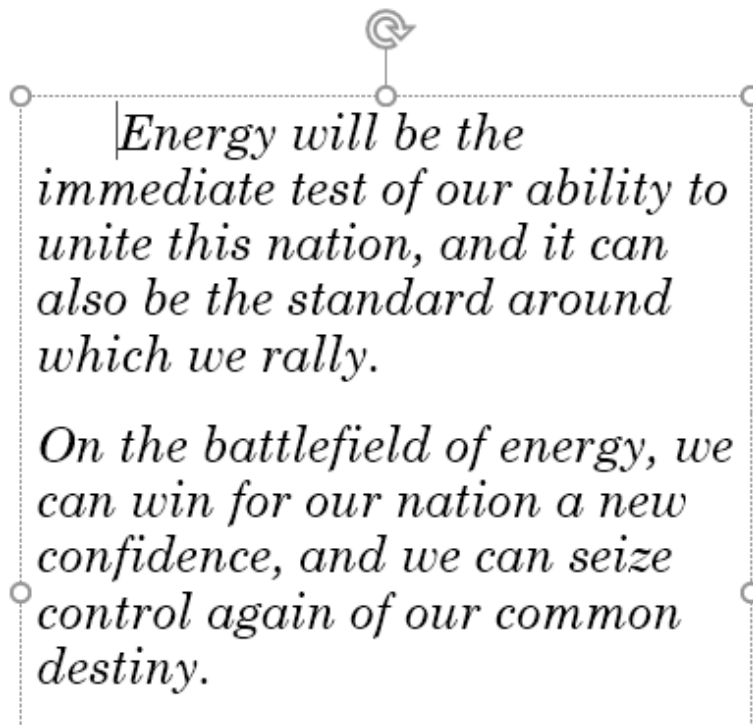 Energy will be the
immediate test of our ability to
unite this nation, and it can
also be the standard around
which we rally.
On the battlefield of energy, we
can win for our nation a new
confidence, and we can seize
control again of our common
destiny.